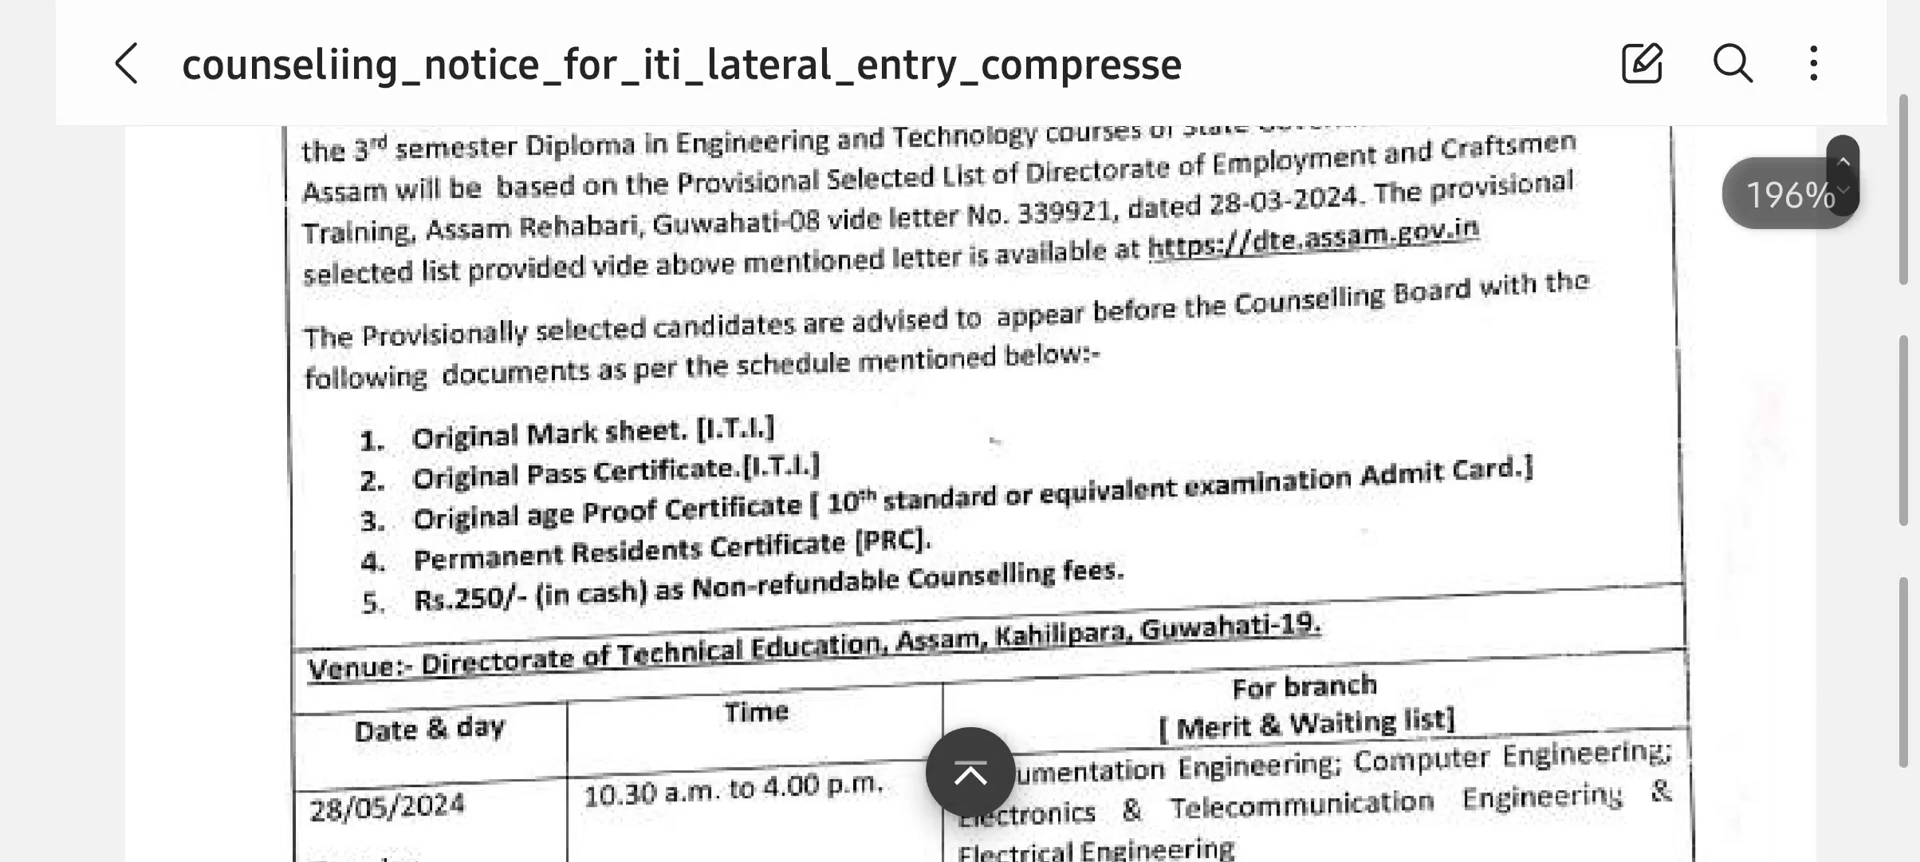 counseliing_notice_for_iti_lateral_entry_compresse
the 3rd semester Diploma in Engineering and Technology courses of State
Assam will be based on the Provisional Selected List of Directorate of Employment and Craftsmen
Training, Assam Rehabari, Guwahati-08 vide letter No. 339921, dated 28-03-2024. The provisional
selected list provided vide above mentioned letter is available at https://dte.assam.gov.in
196%
The Provisionally selected candidates are advised to appear before the Counselling Board with the
following documents as per the schedule mentioned below:-
1. Original Mark sheet. [I.T.I.]
2. Original Pass Certificate.[I.T.I.]
3. Original age Proof Certificate [ 10th standard or equivalent examination Admit Card.]
4. Permanent Residents Certificate [PRC].
5. Rs.250/- (in cash) as Non-refundable Counselling fees.
Venue:- Directorate of Technical Education, Assam, Kahilipara, Guwahati-19.
Date & day
Time
For branch
[ Merit & Waiting list]
28/05/2024
10.30 a.m. to 4.00 p.m.
umentation Engineering; Computer Engineering;
Electronics & Telecommunication Engineering &
Electrical Engineering